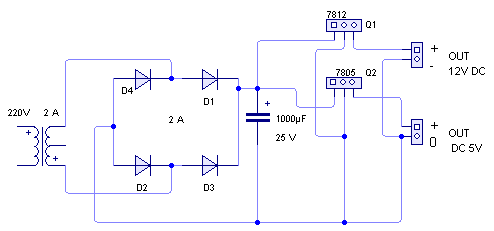 7812
Q1
+
-
OUT
12V DC
7805
Q2
D4
D1
220V
2 A
2 A
+
1000µF
25 V
+
+
0
OUT
DC 5V
D2
D3